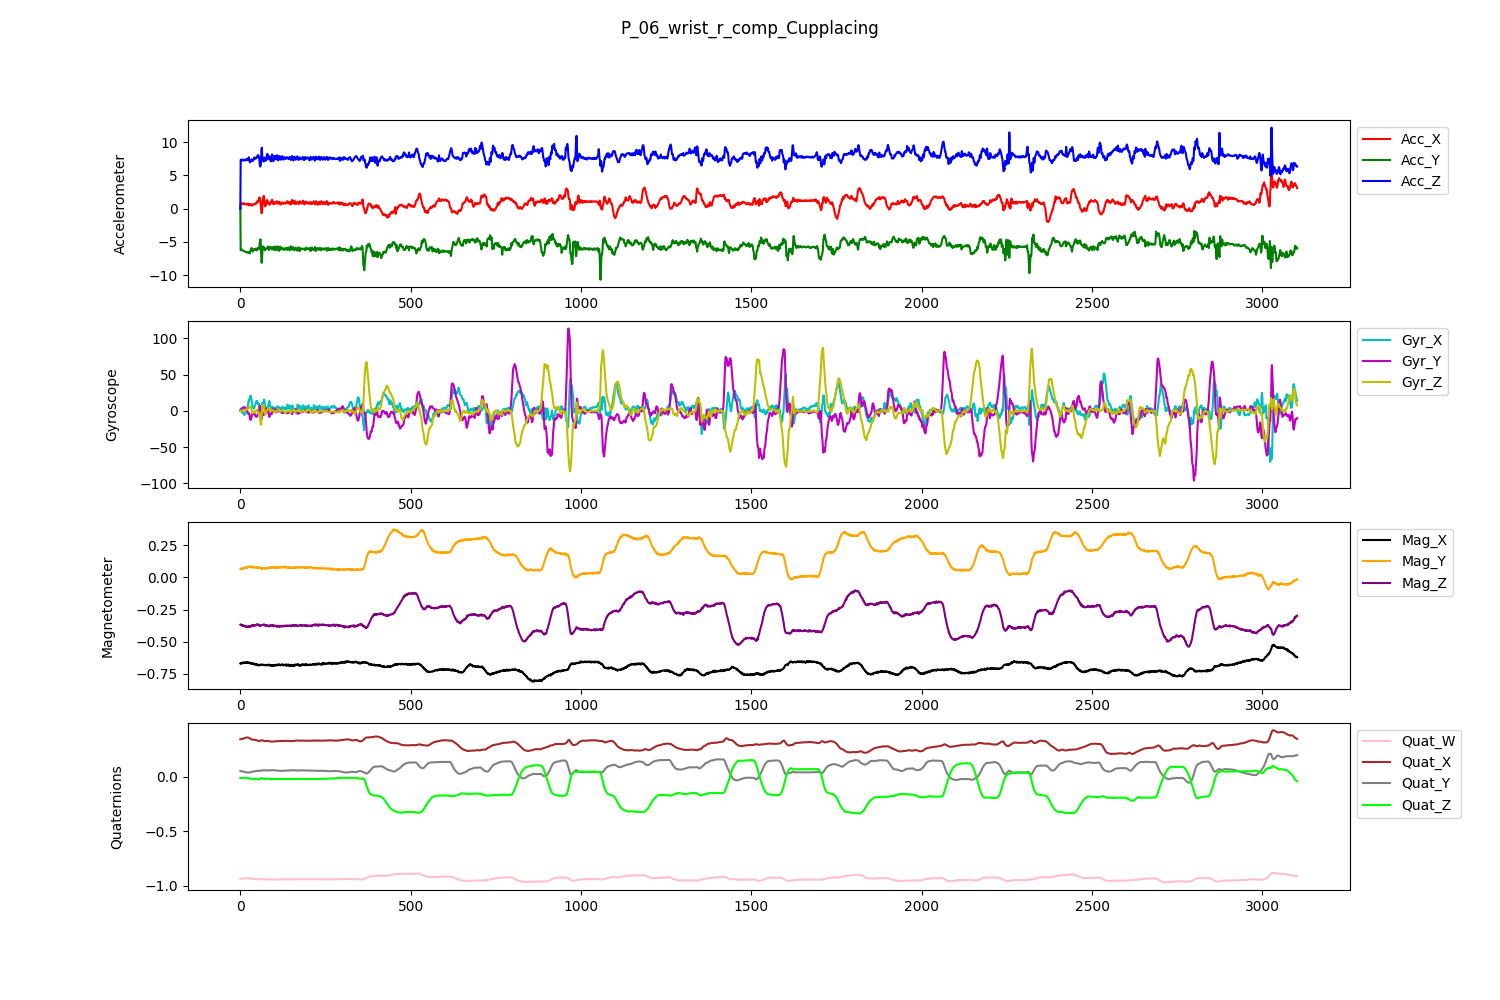 P_06_wrist_r_comp_Cupplacing
Accelerometer
10
5
0
−5
−10
0 500 1000 1500 2000 2500 3000
Acc_X
Acc_Y
Acc_Z
Gyroscope
100
50
0
−50
−100
0 500 1000 1500 2000 2500 3000
Gyr_X
Gyr_Y
Gyr_Z
Magnetometer
0.25
0.00
−0.25
−0.50
−0.75
0 500 1000 1500 2000 2500 3000
Mag_X
Mag_Y
Mag_Z
Quaternions
0.0
−0.5
−1.0
0 500 1000 1500 2000 2500 3000
Quat_W
Quat_X
Quat_Y
Quat_Z